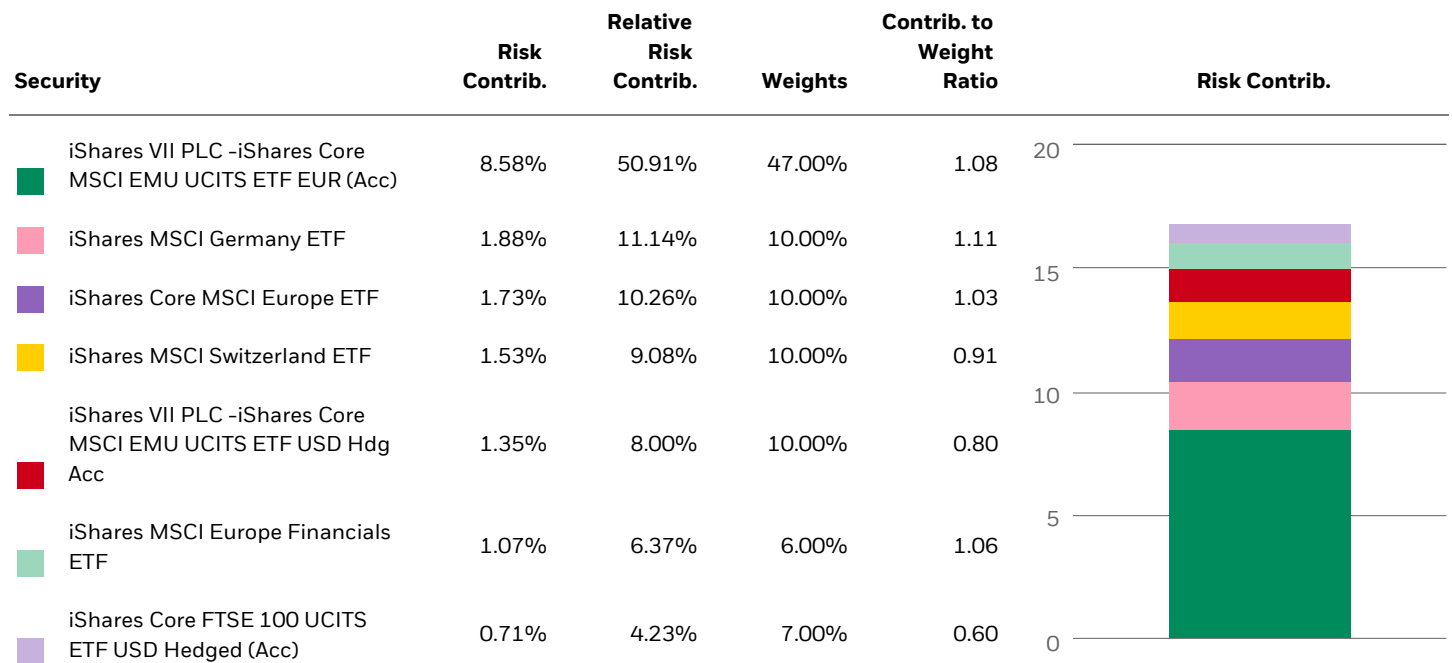 Security Risk Contrib. Relative Risk Contrib. Weights Contrib. to Weight Ratio Risk Contrib.
iShares VII PLC -iShares Core
MSCI EMU UCITS ETF EUR (Acc) 8.58% 50.91% 47.00% 1.08
iShares MSCI Germany ETF 1.88% 11.14% 10.00% 1.11
iShares Core MSCI Europe ETF 1.73% 10.26% 10.00% 1.03
iShares MSCI Switzerland ETF 1.53% 9.08% 10.00% 0.91
iShares VII PLC -iShares Core
MSCI EMU UCITS ETF USD Hdg
Acc 1.35% 8.00% 10.00% 0.80
iShares MSCI Europe Financials
ETF 1.07% 6.37% 6.00% 1.06
iShares Core FTSE 100 UCITS
ETF USD Hedged (Acc) 0.71% 4.23% 7.00% 0.60
20
15
10
5
0